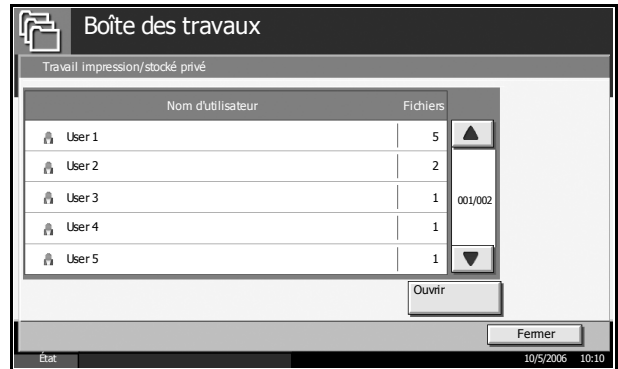 Boîte des travaux
Travail impression/stocké privé
Nom d'utilisateur Fichiers
User 1 5
User 2 2
User 3 1
001/002
User 4 1
User 5 1
Ouvrir
Fermer
État 10/5/2006 10:10